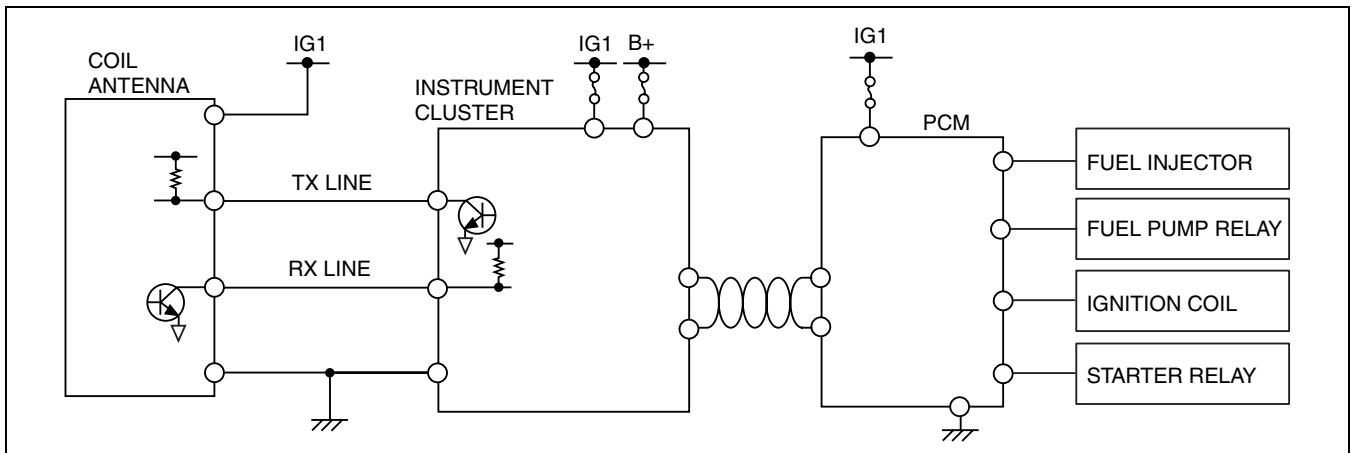 COIL
ANTENNA
IG1
INSTRUMENT
CLUSTER
IG1
B+
IG1
PCM
TX LINE
RX LINE
FUEL INJECTOR
FUEL PUMP RELAY
IGNITION COIL
STARTER RELAY